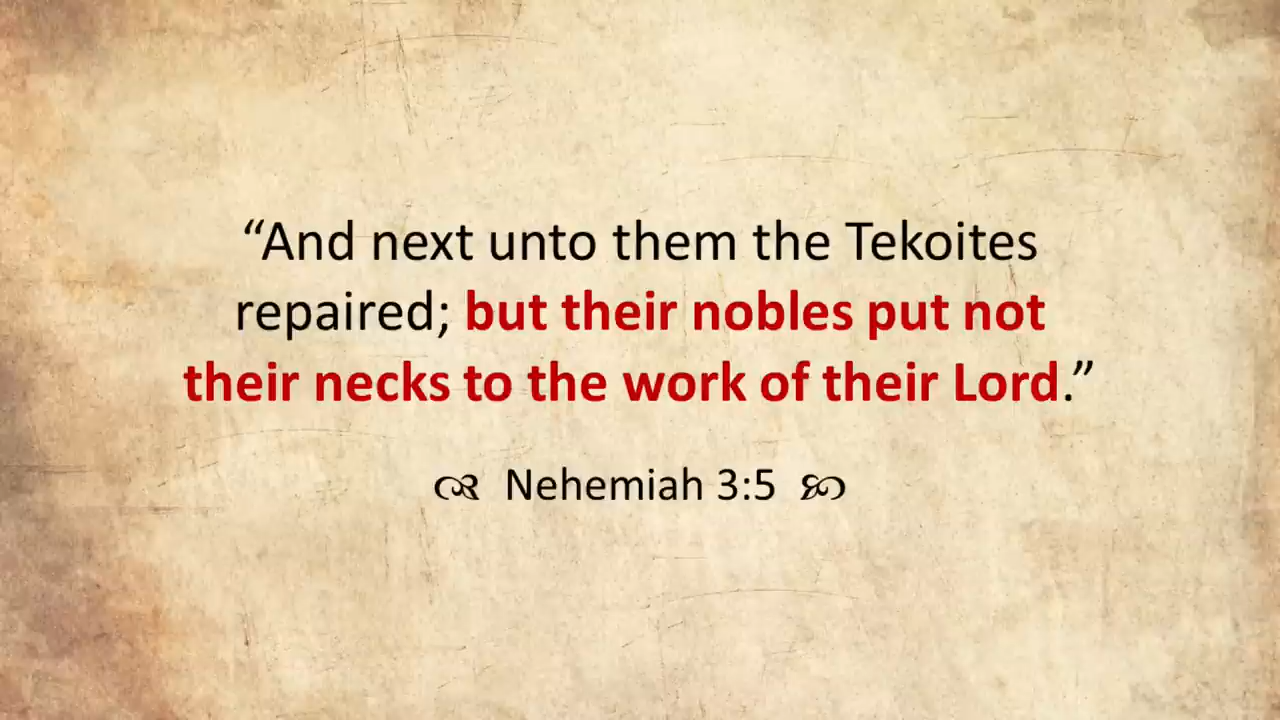 “And next unto them the Tekoites
repaired; but their nobles put not
their necks to the work of their Lord.”
Nehemiah 3:5